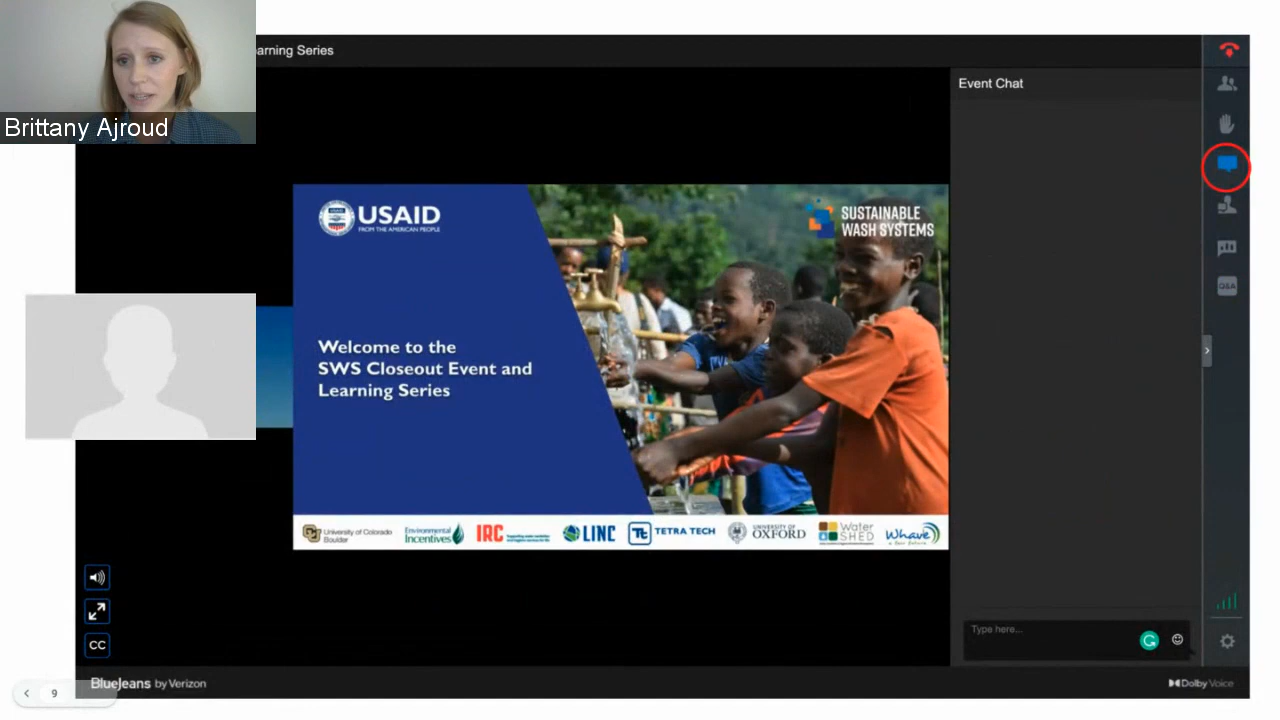 arning Series
Brittany Ajroud
Event Chat
USAID
FROM THE AMERICAN PEOPLE
SUSTAINABLE
WASH SYSTEMS
Welcome to the
SWS Closeout Event and
Learning Series
University of Colorado
Boulder
Environmental
Incentives
IRC
LINC
TETRA TECH
UNIVERSITY OF
OXFORD
Water
SHED
Whave
Q&A
Type here...
CC
9
BlueJeans by Verizon
Dolby Voice